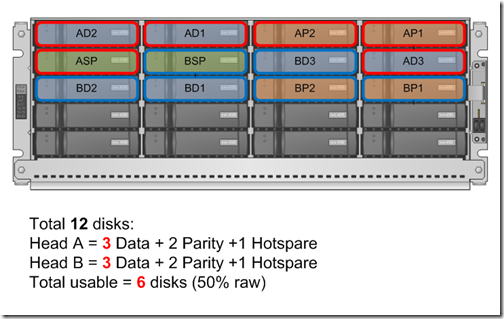 AD2 AD1 AP2 AP1
ASP BSP BD3 AD3
BD2 BD1 BP2 BP1
Total 12 disks:
Head A = 3 Data + 2 Parity +1 Hotspare
Head B = 3 Data + 2 Parity +1 Hotspare
Total usable = 6 disks (50% raw)